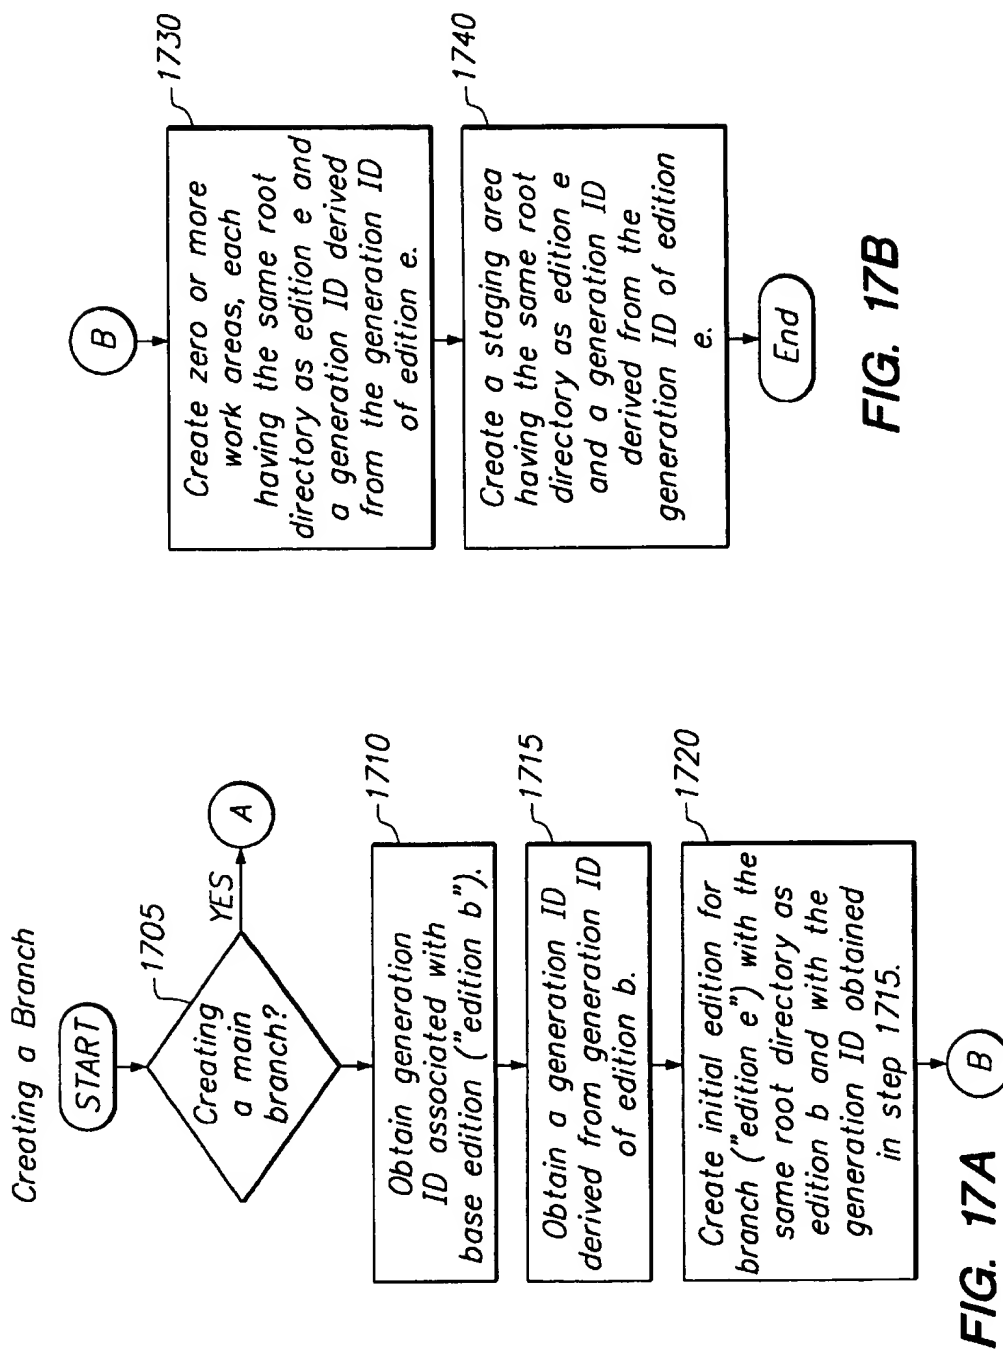 Creating a Branch
START
1705
Creating
a main
branch?
YES
A
1710
Obtain generation
ID associated with
base edition ("edition b").
1715
Obtain a generation ID
derived from generation ID
of edition b.
1720
Create initial edition for
branch ("edition e") with the
same root directory as
edition b and with the
generation ID obtained
in step 1715.
B
FIG. 17A
B
1730
Create zero or more
work areas, each
having the same root
directory as edition e and
a generation ID derived
from the generation ID
of edition e.
1740
Create a staging area
having the same root
directory as edition e
and a generation ID
derived from the
generation ID of edition
e.
End
FIG. 17B